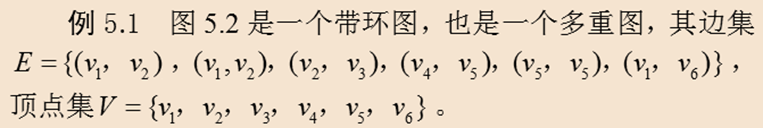 例 5.1 图 5.2 是一个带环图，也是一个多重图，其边集
E = {(v₁, v₂), (v₁,v₂), (v₂, v₃), (v₄, v₅), (v₅, v₅), (v₁, v₆)}，
顶点集V = {v₁, v₂, v₃, v₄, v₅, v₆}。